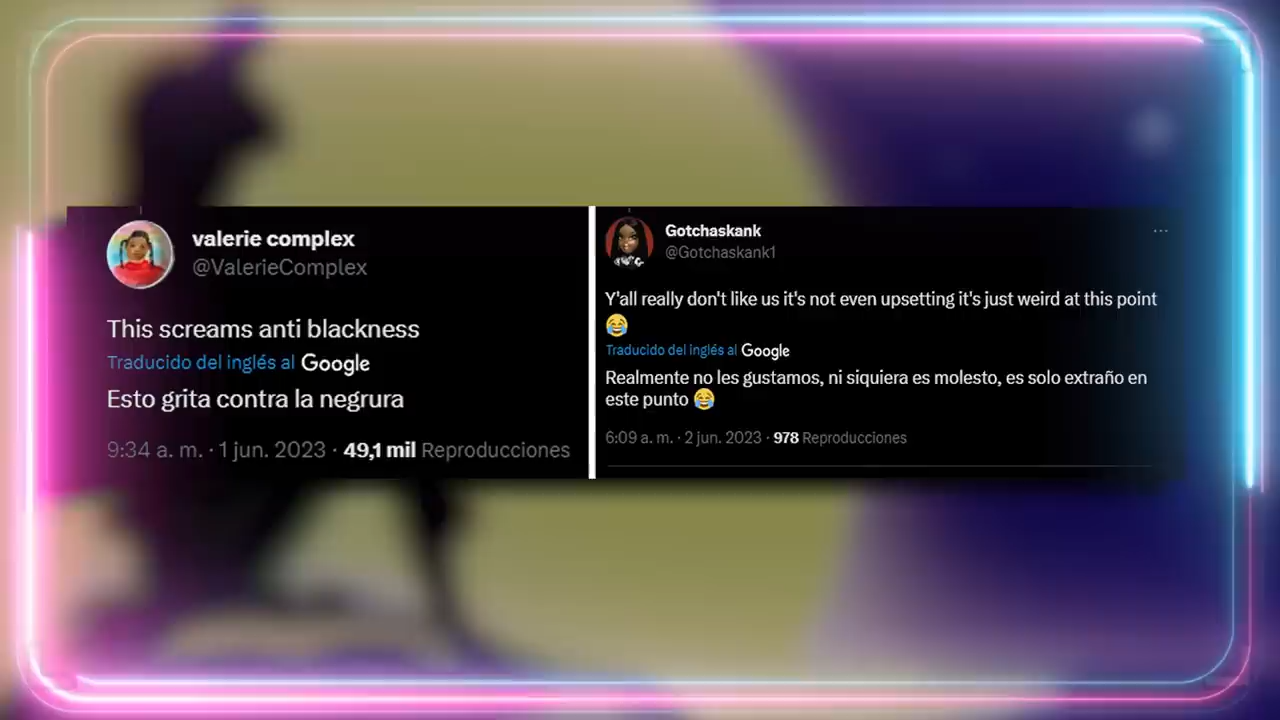 valerie complex
@ValerieComplex
This screams anti blackness
Traducido del inglés al Google
Esto grita contra la negrura
9:34 a. m. · 1 jun. 2023 · 49,1 mil Reproducciones
Gotchaskank
@Gotchaskank1
Y'all really don't like us it's not even upsetting it's just weird at this point
😂
Traducido del inglés al Google
Realmente no les gustamos, ni siquiera es molesto, es solo extraño en
este punto 😂
6:09 a. m. · 2 jun. 2023 · 978 Reproducciones